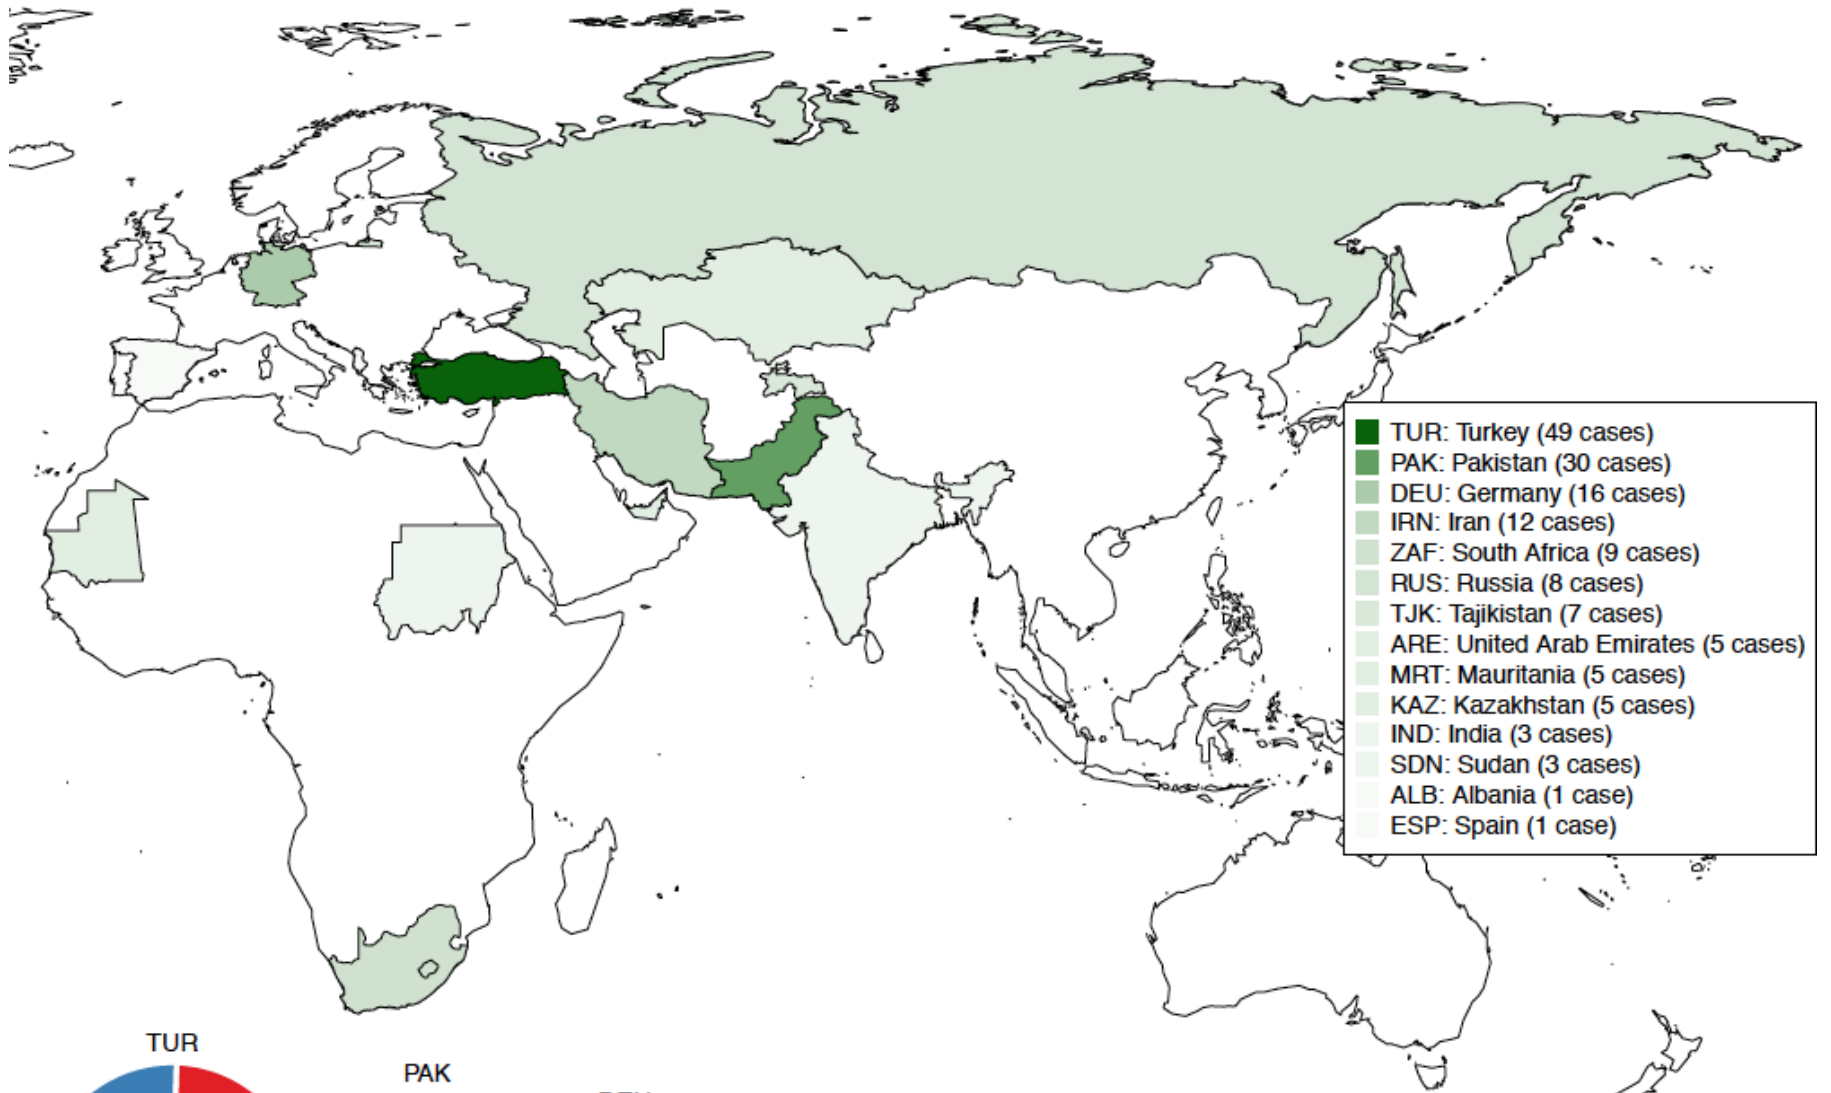 TUR: Turkey (49 cases)
PAK: Pakistan (30 cases)
DEU: Germany (16 cases)
IRN: Iran (12 cases)
ZAF: South Africa (9 cases)
RUS: Russia (8 cases)
TJK: Tajikistan (7 cases)
ARE: United Arab Emirates (5 cases)
MRT: Mauritania (5 cases)
KAZ: Kazakhstan (5 cases)
IND: India (3 cases)
SDN: Sudan (3 cases)
ALB: Albania (1 case)
ESP: Spain (1 case)
TUR
PAK